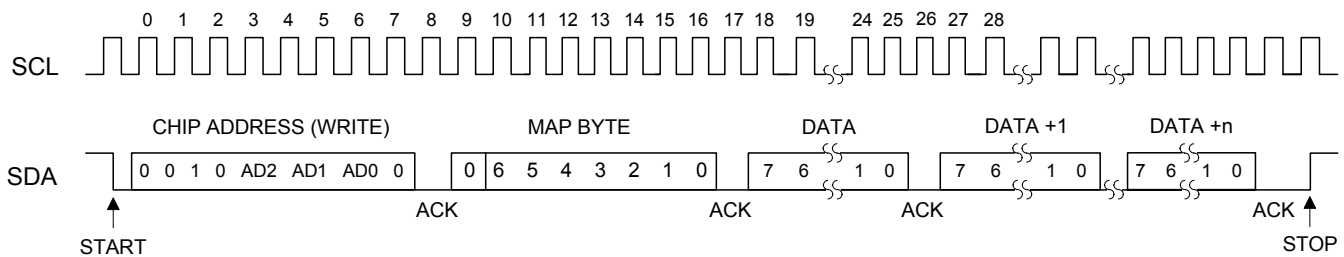 0 1 2 3 4 5 6 7 8 9 10 11 12 13 14 15 16 17 18 19 24 25 26 27 28
SCL
CHIP ADDRESS (WRITE) MAP BYTE DATA DATA +1 DATA +n
SDA 0 0 1 0 AD2 AD1 AD0 0 0 6 5 4 3 2 1 0 7 6 1 0 7 6 1 0 7 6 1 0
ACK ACK ACK ACK
START STOP